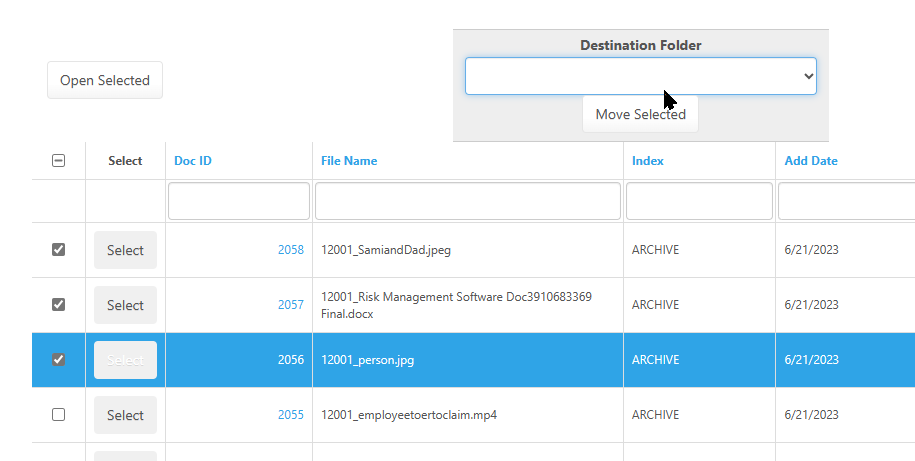 Destination Folder
Open Selected
Move Selected
Select Doc ID File Name Index Add Date
Select 2058 12001_SamiandDad.jpeg ARCHIVE 6/21/2023
Select 2057 12001_Risk Management Software Doc3910683369
Final.docx ARCHIVE 6/21/2023
Select 2056 12001_person.jpg ARCHIVE 6/21/2023
Select 2055 12001_employeetoertoclaim.mp4 ARCHIVE 6/21/2023